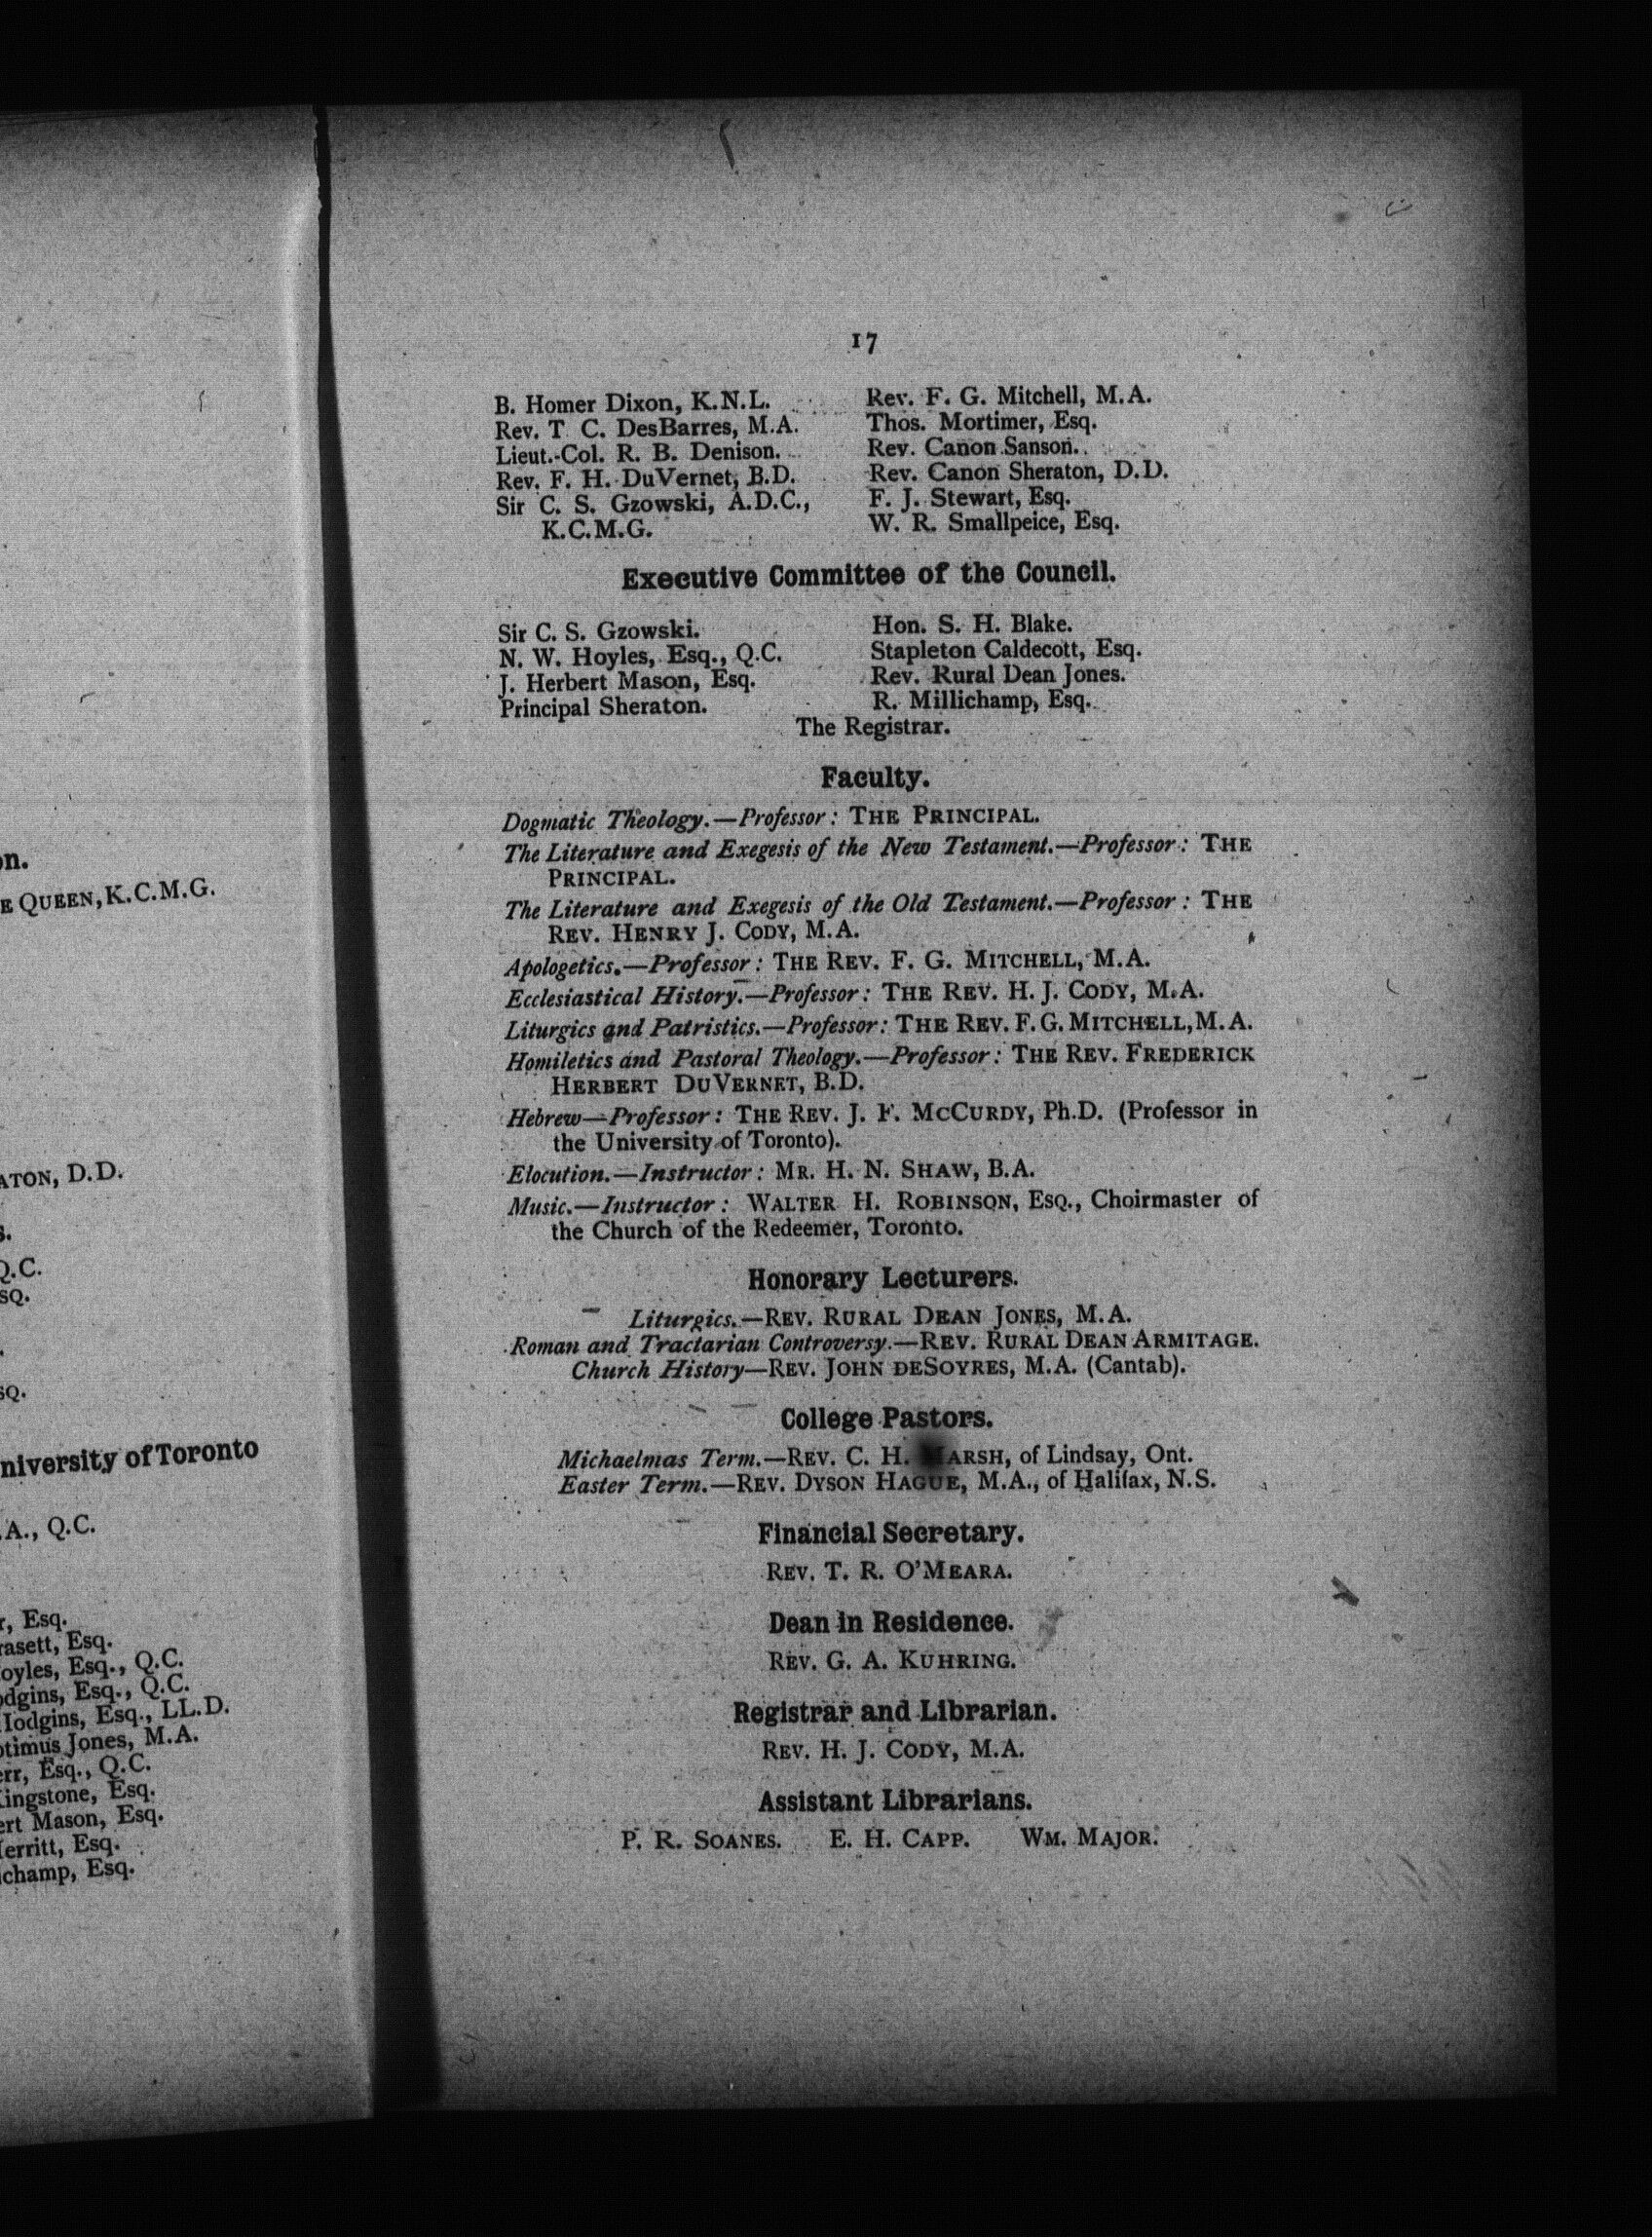 on.
E QUEEN, K.C.M.G.
ATON, D.D.
s.
Q.C.
SQ.
SQ.
niversity of Toronto
.A., Q.C.
r, Esq.
rasett, Esq.
oyles, Esq., Q.C.
odgins, Esq., Q.C.
Hodgins, Esq., LL.D.
ptimus Jones, M.A.
err, Esq., Q.C.
Kingstone, Esq.
ert Mason, Esq.
Merritt, Esq.
ichamp, Esq.
17
B. Homer Dixon, K.N.L.
Rev. T C. DesBarres, M.A.
Lieut.-Col. R. B. Denison.
Rev. F. H. DuVernet, B.D.
Sir C. S. Gzowski, A.D.C.,
K.C.M.G.
Rev. F. G. Mitchell, M.A.
Thos. Mortimer, Esq.
Rev. Canon Sanson.
Rev. Canon Sheraton, D.D.
F. J. Stewart, Esq.
W. R. Smallpeice, Esq.
Executive Committee of the Council.
Sir C. S. Gzowski.
N. W. Hoyles, Esq., Q.C.
J. Herbert Mason, Esq.
Principal Sheraton.
Hon. S. H. Blake.
Stapleton Caldecott, Esq.
Rev. Rural Dean Jones.
R. Millichamp, Esq.
The Registrar.
Faculty.
Dogmatic Theology.—Professor: THE PRINCIPAL.
The Literature and Exegesis of the New Testament.—Professor: THE
PRINCIPAL.
The Literature and Exegesis of the Old Testament.—Professor: THE
REV. HENRY J. CODY, M.A.
Apologetics.—Professor: THE REV. F. G. MITCHELL, M.A.
Ecclesiastical History.—Professor: THE REV. H. J. CODY, M.A.
Liturgics and Patristics.—Professor: THE REV. F. G. MITCHELL, M.A.
Homiletics and Pastoral Theology.—Professor: THE REV. FREDERICK
HERBERT DUVERNET, B.D.
Hebrew—Professor: THE REV. J. F. MCCURDY, Ph.D. (Professor in
the University of Toronto).
Elocution.—Instructor: MR. H. N. SHAW, B.A.
Music.—Instructor: WALTER H. ROBINSON, ESQ., Choirmaster of
the Church of the Redeemer, Toronto.
Honorary Lecturers.
Liturgics.—REV. RURAL DEAN JONES, M.A.
Roman and Tractarian Controversy.—REV. RURAL DEAN ARMITAGE.
Church History—REV. JOHN DESOYRES, M.A. (Cantab).
College Pastors.
Michaelmas Term.—REV. C. H. MARSH, of Lindsay, Ont.
Easter Term.—REV. DYSON HAGUE, M.A., of Halifax, N.S.
Financial Secretary.
REV. T. R. O'MEARA.
Dean in Residence.
REV. G. A. KUHRING.
Registrar and Librarian.
REV. H. J. CODY, M.A.
Assistant Librarians.
P. R. SOANES. E. H. CAPP. WM. MAJOR.